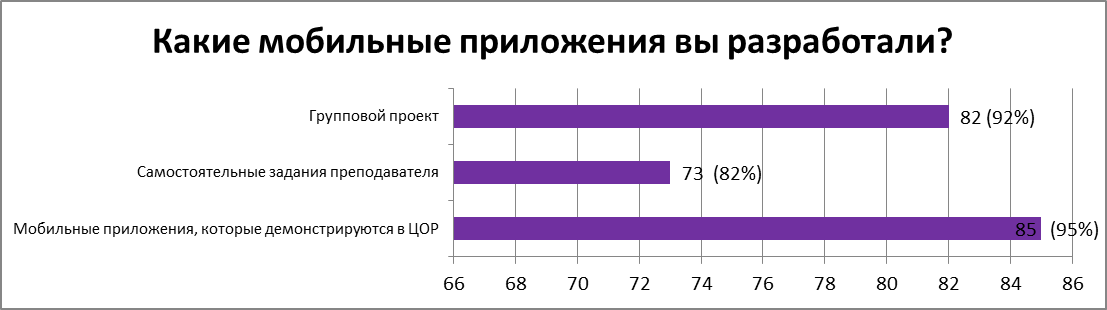 Какие мобильные приложения вы разработали?
Групповой проект
82 (92%)
Самостоятельные задания преподавателя
73 (82%)
Мобильные приложения, которые демонстрируются в ЦОР
85 (95%)
66 68 70 72 74 76 78 80 82 84 86